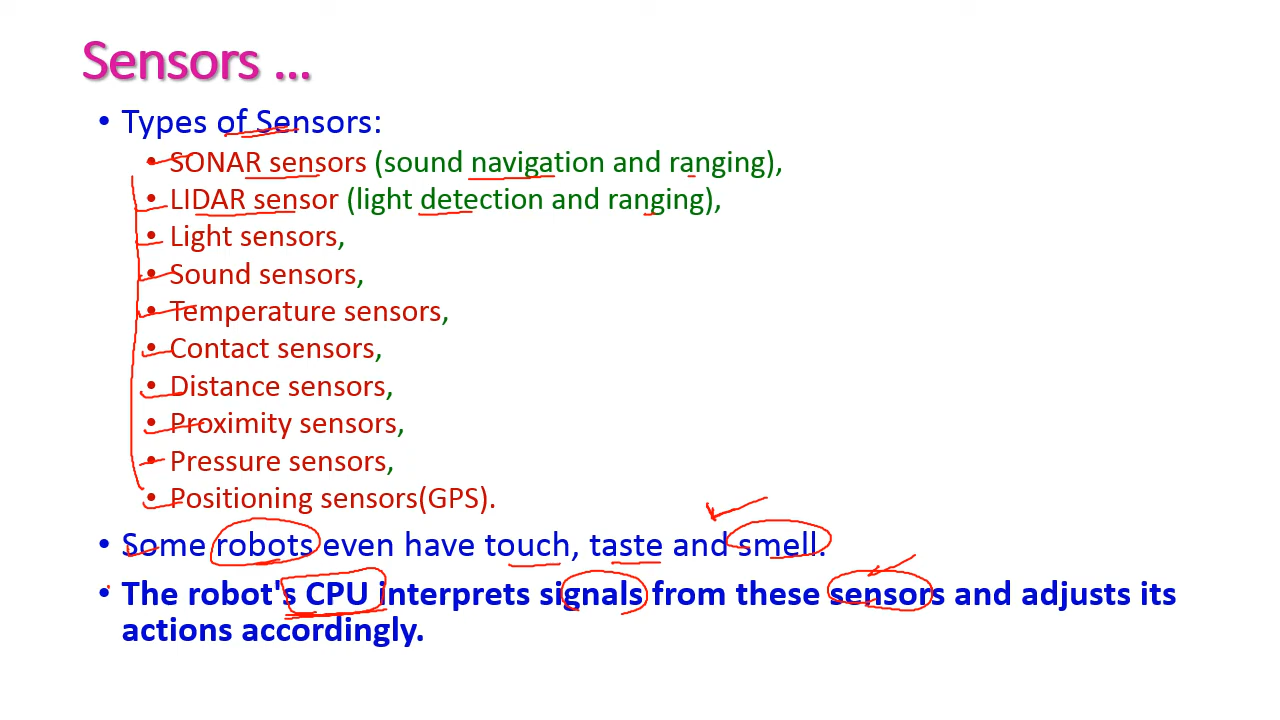 Sensors ...
• Types of Sensors:
• SONAR sensors (sound navigation and ranging),
• LIDAR sensor (light detection and ranging),
• Light sensors,
• Sound sensors,
• Temperature sensors,
• Contact sensors,
• Distance sensors,
• Proximity sensors,
• Pressure sensors,
• Positioning sensors(GPS).
• Some robots even have touch, taste and smell.
• The robot's CPU interprets signals from these sensors and adjusts its
actions accordingly.